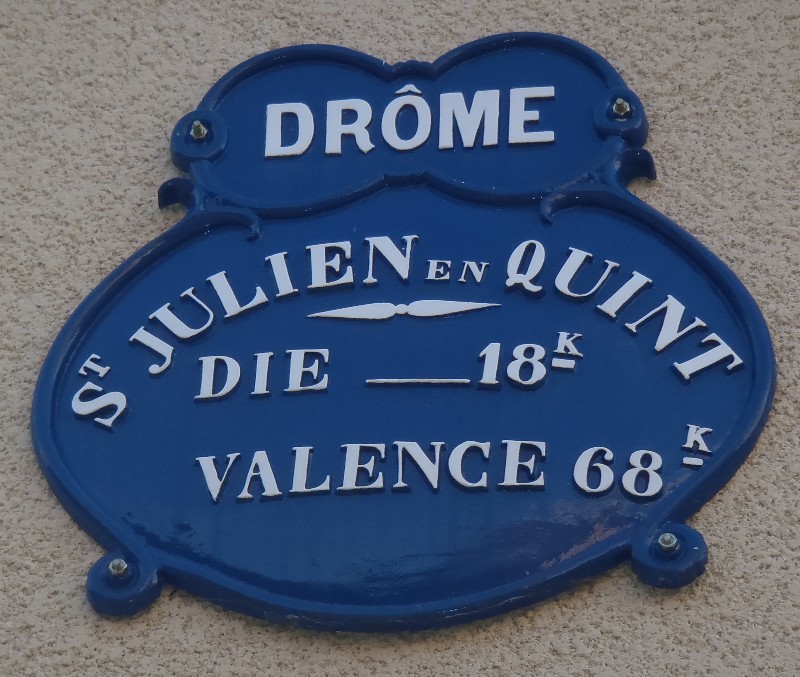 DRÔME
ST JULIEN EN QUINT
DIE 18K
VALENCE 68K